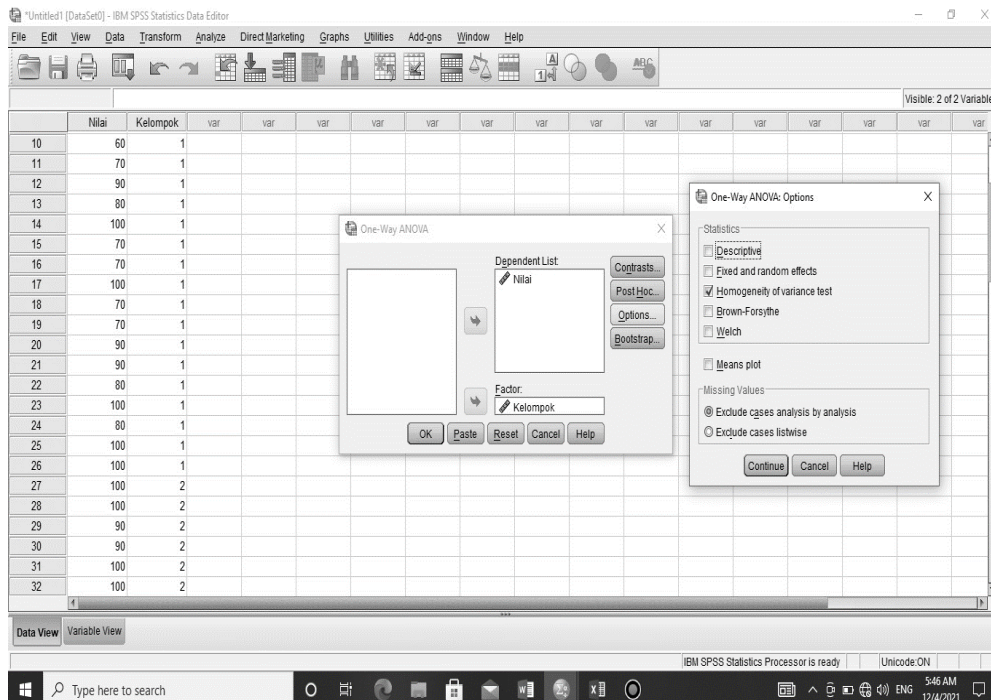 *Untitled1 [DataSet0] - IBM SPSS Statistics Data Editor
File Edit View Data Transform Analyze Direct Marketing Graphs Utilities Add-ons Window Help
Visible: 2 of 2 Variable
Nilai Kelompok var var var var var var var var var var var var var var var
10 60 1
11 70 1
12 90 1
13 80 1
14 100 1
15 70 1
16 70 1
17 100 1
18 70 1
19 70 1
20 90 1
21 90 1
22 80 1
23 100 1
24 80 1
25 100 1
26 100 1
27 100 2
28 100 2
29 90 2
30 90 2
31 100 2
32 100 2
One-Way ANOVA
Dependent List:
Nilai
Factor:
Kelompok
Contrasts...
Post Hoc...
Options...
Bootstrap...
OK Paste Reset Cancel Help
One-Way ANOVA: Options
Statistics
Descriptive
Fixed and random effects
Homogeneity of variance test
Brown-Forsythe
Welch
Means plot
Missing Values
Exclude cases analysis by analysis
Exclude cases listwise
Continue Cancel Help
Data View Variable View
IBM SPSS Statistics Processor is ready Unicode:ON
Type here to search
ENG
5:46 AM
12/4/2021